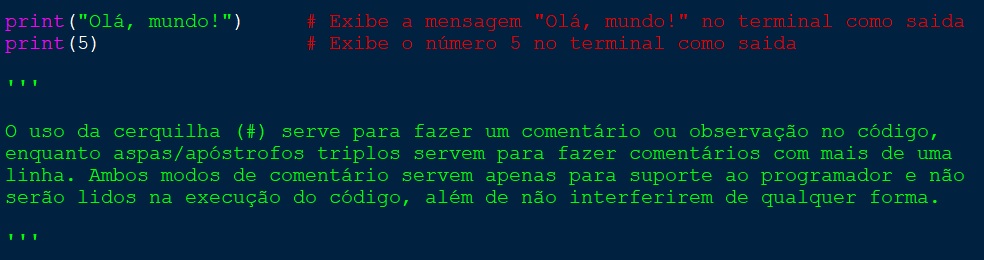 print("Olá, mundo!")     # Exibe a mensagem "Olá, mundo!" no terminal como saida
print(5)                 # Exibe o número 5 no terminal como saida
'''
O uso da cerquilha (#) serve para fazer um comentário ou observação no código,
enquanto aspas/apóstrofos triplos servem para fazer comentários com mais de uma
linha. Ambos modos de comentário servem apenas para suporte ao programador e não
serão lidos na execução do código, além de não interferirem de qualquer forma.
'''